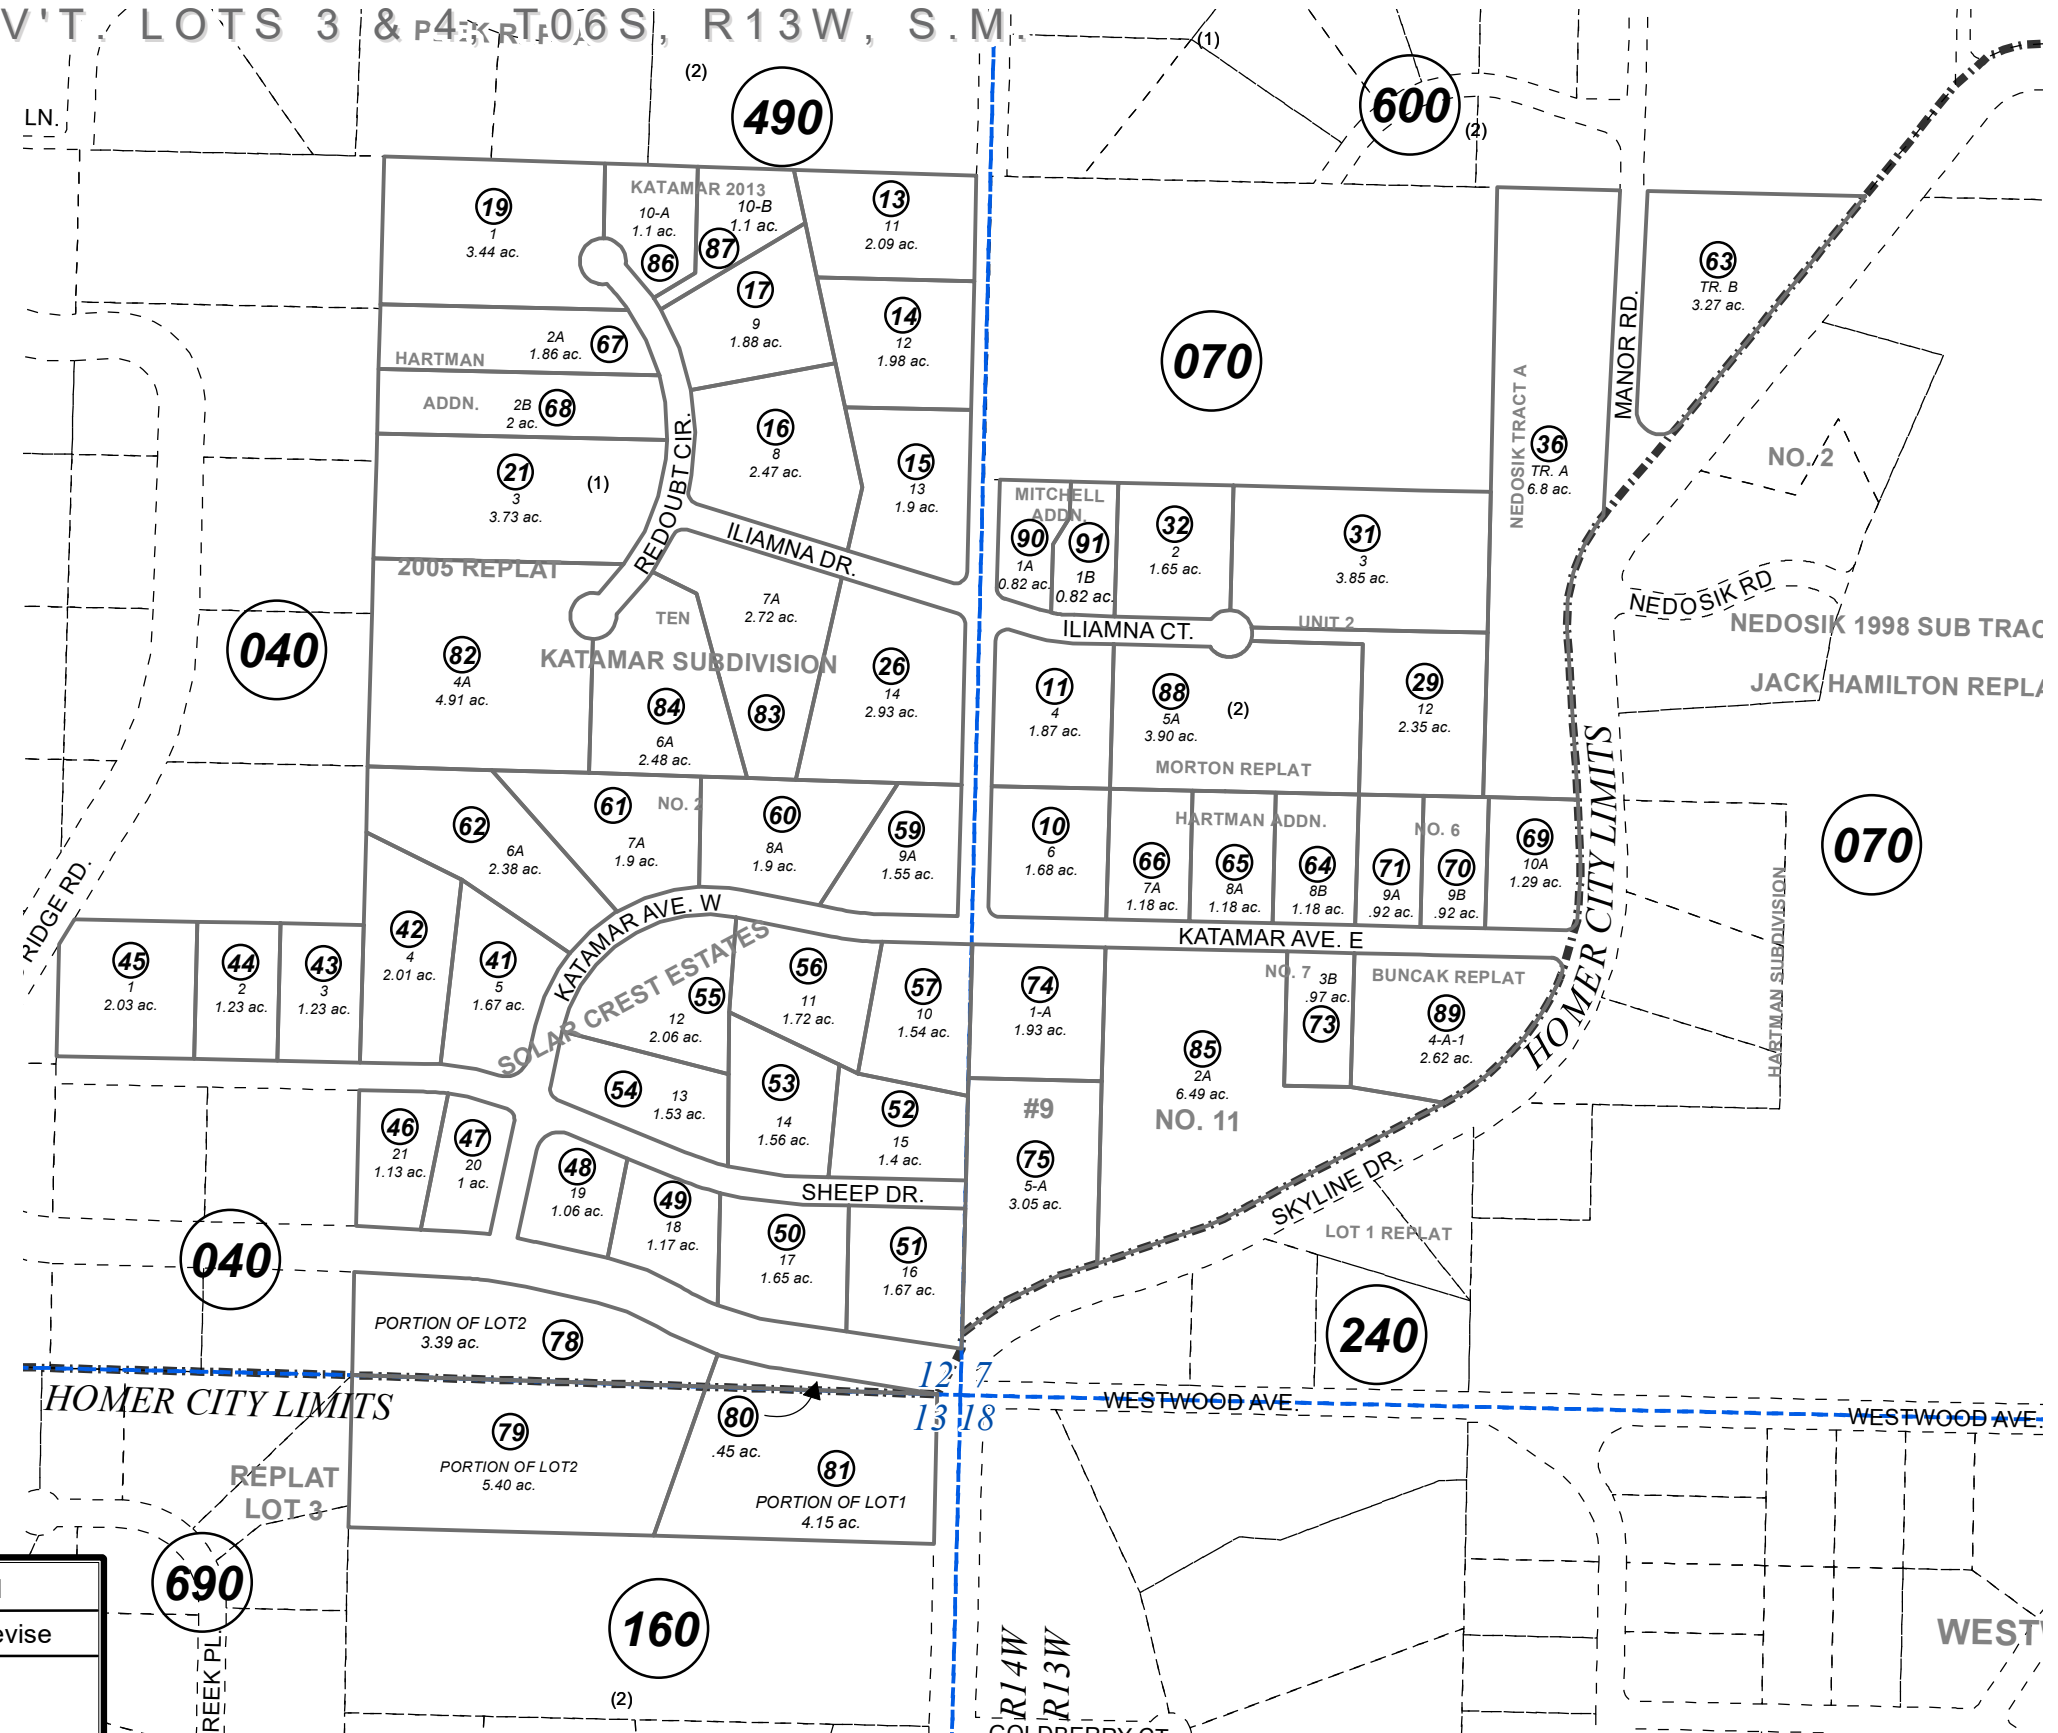 V'T. LOTS 3 & 4, T06S, R13W, S.M.
(2)
490
(1)
600
(2)
LN.
KATAMAR 2013
19
1
3.44 ac.
10-A
1.1 ac.
86
10-B
1.1 ac.
87
13
11
2.09 ac.
17
9
1.88 ac.
14
12
1.98 ac.
63
TR. B
3.27 ac.
MANOR RD.
070
HARTMAN
ADDN.
2A
1.86 ac.
67
2B
2 ac.
68
REDOUBT CIR.
16
8
2.47 ac.
15
13
1.9 ac.
21
3
3.73 ac.
(1)
NEDOSIK TRACT A
36
TR. A
6.8 ac.
NO. 2
MITCHELL
ADDN.
90
1A
0.82 ac.
91
1B
0.82 ac.
32
2
1.65 ac.
31
3
3.85 ac.
ILIAMNA DR.
2005 REPLAT
TEN
7A
2.72 ac.
83
NEDOSIK RD
NEDOSIK 1998 SUB TRAC
JACK HAMILTON REPLA
UNIT 2
ILIAMNA CT.
040
KATAMAR SUBDIVISION
82
4A
4.91 ac.
84
6A
2.48 ac.
26
14
2.93 ac.
11
4
1.87 ac.
88
5A
3.90 ac.
(2)
MORTON REPLAT
29
12
2.35 ac.
HOMER CITY LIMITS
070
HARTMAN SUBDIVISION
62
6A
2.38 ac.
61
7A
1.9 ac.
NO. 2
60
8A
1.9 ac.
59
9A
1.55 ac.
10
6
1.68 ac.
HARTMAN ADDN.
NO. 6
66
7A
1.18 ac.
65
8A
1.18 ac.
64
8B
1.18 ac.
71
9A
.92 ac.
70
9B
.92 ac.
69
10A
1.29 ac.
RIDGE RD.
KATAMAR AVE. W
KATAMAR AVE. E
45
1
2.03 ac.
44
2
1.23 ac.
43
3
1.23 ac.
42
4
2.01 ac.
41
5
1.67 ac.
SOLAR CREST ESTATES
55
12
2.06 ac.
56
11
1.72 ac.
57
10
1.54 ac.
74
1-A
1.93 ac.
NO. 7
3B
.97 ac.
73
BUNCAK REPLAT
89
4-A-1
2.62 ac.
85
2A
6.49 ac.
NO. 11
54
13
1.53 ac.
53
14
1.56 ac.
52
15
1.4 ac.
#9
75
5-A
3.05 ac.
46
21
1.13 ac.
47
20
1 ac.
48
19
1.06 ac.
49
18
1.17 ac.
SHEEP DR.
SKYLINE DR.
50
17
1.65 ac.
51
16
1.67 ac.
LOT 1 REPLAT
040
240
PORTION OF LOT2
3.39 ac.
78
12 7
13 18
HOMER CITY LIMITS
WESTWOOD AVE.
WESTWOOD AVE.
79
PORTION OF LOT2
5.40 ac.
80
.45 ac.
81
PORTION OF LOT1
4.15 ac.
REPLAT
LOT 3
690
160
(2)
evise
REEK PL.
R14W
R13W
WEST
GOLDBERRY CT